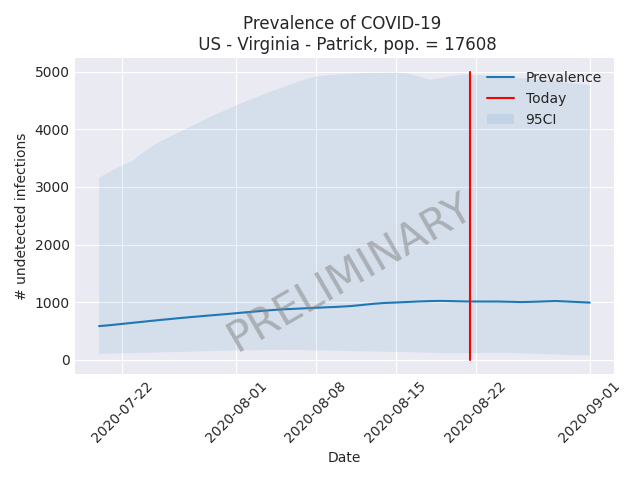 Prevalence of COVID-19
US - Virginia - Patrick, pop. = 17608
5000
4000
3000
2000
1000
0
# undetected infections
Prevalence
Today
95CI
PRELIMINARY
2020-07-22
2020-08-01
2020-08-08
2020-08-15
2020-08-22
2020-09-01
Date